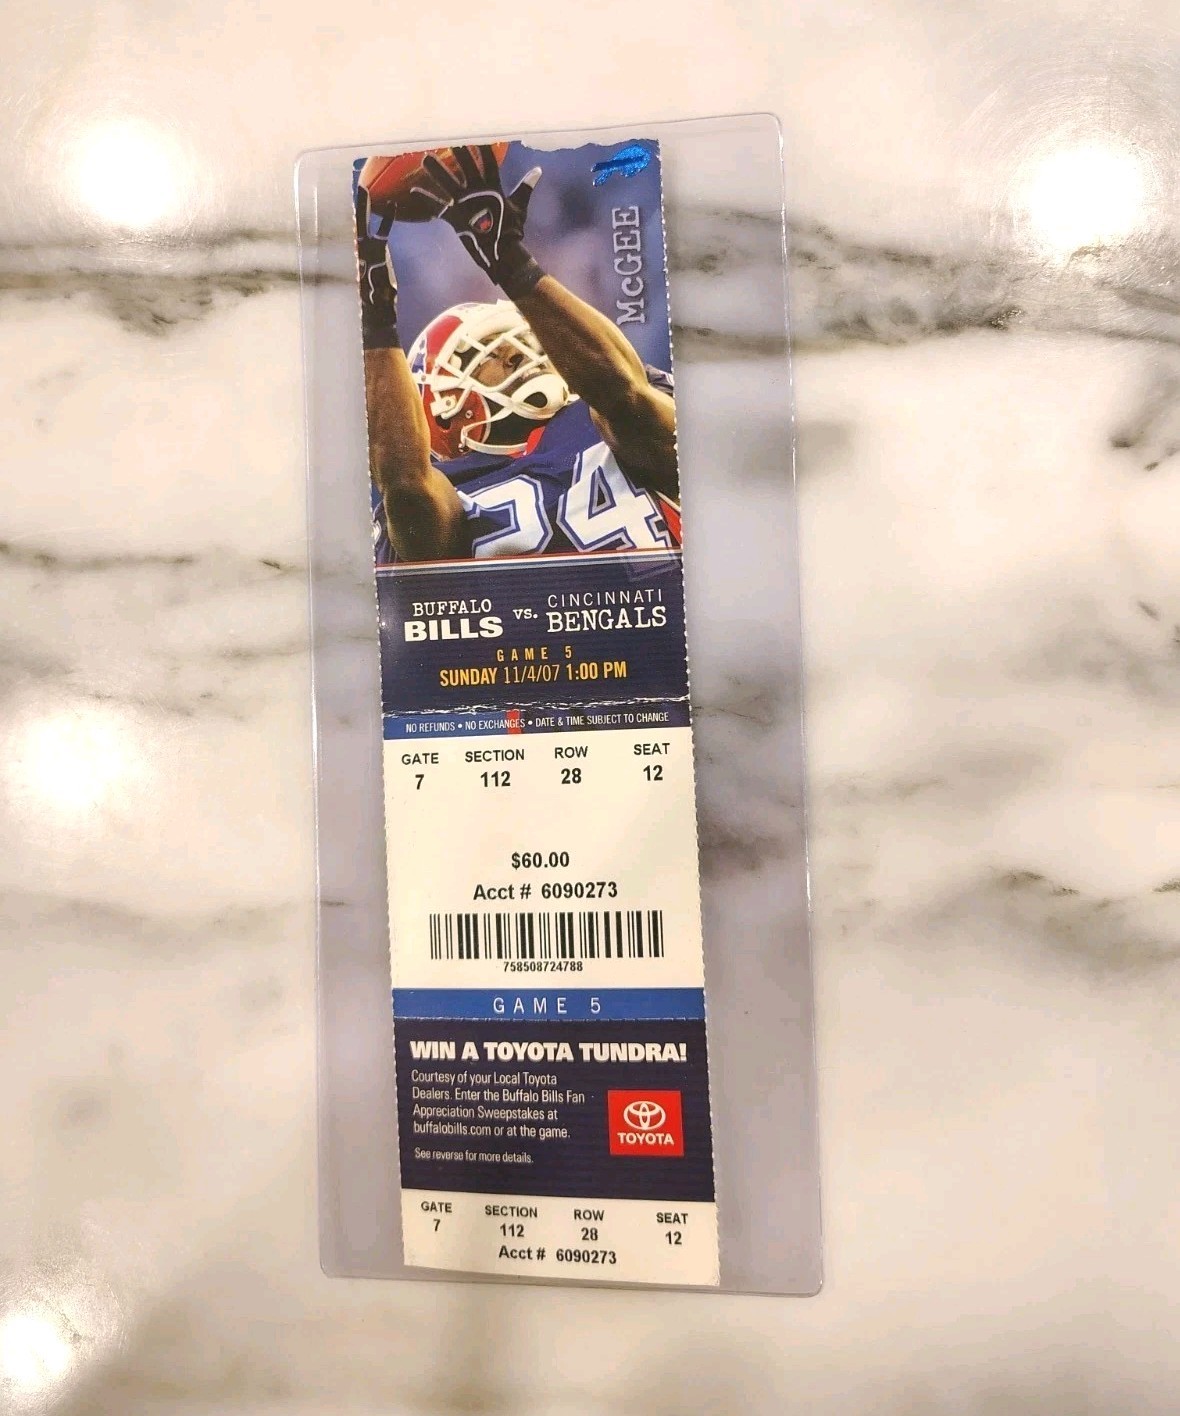 McGEE
24
BUFFALO BILLS vs. CINCINNATI BENGALS
GAME 5
SUNDAY 11/4/07 1:00 PM
NO REFUNDS • NO EXCHANGES • DATE & TIME SUBJECT TO CHANGE
GATE SECTION ROW SEAT
7 112 28 12
$60.00
Acct # 6090273
758508724788
GAME 5
WIN A TOYOTA TUNDRA!
Courtesy of your Local Toyota
Dealers. Enter the Buffalo Bills Fan
Appreciation Sweepstakes at
buffalobills.com or at the game.
See reverse for more details.
TOYOTA
GATE SECTION ROW SEAT
7 112 28 12
Acct # 6090273